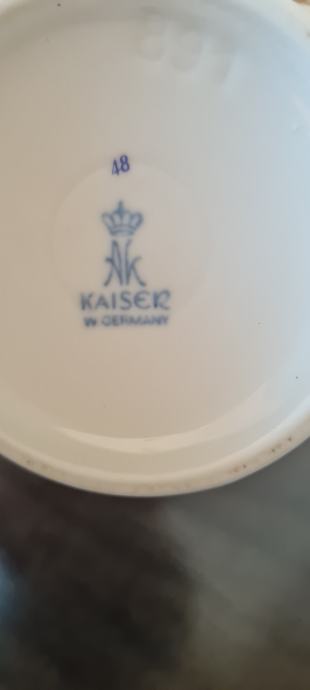 48
AK
KAISER
W. GERMANY